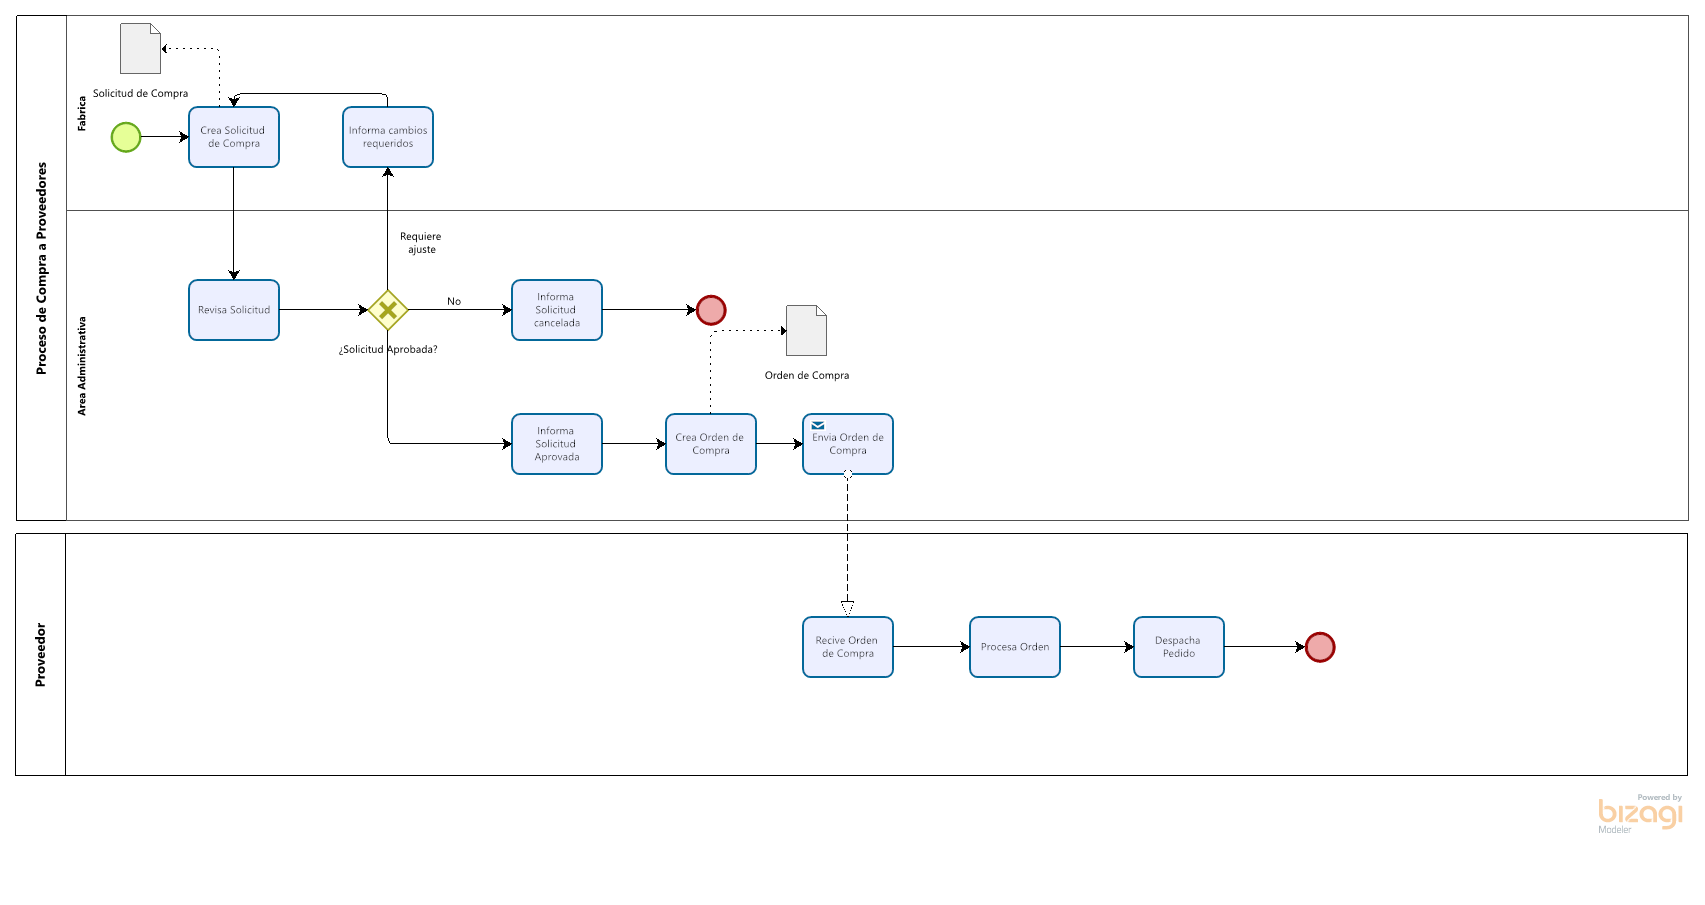 Proceso de Compra a Proveedores
Fabrica
Solicitud de Compra
Crea Solicitud
de Compra
Informa cambios
requeridos
Area Administrativa
Requiere
ajuste
Revisa Solicitud
¿Solicitud Aprobada?
No
Informa
Solicitud
cancelada
Orden de Compra
Informa
Solicitud
Aprovada
Crea Orden de
Compra
Envia Orden de
Compra
Proveedor
Recive Orden
de Compra
Procesa Orden
Despacha
Pedido
Powered by
bizagi
Modeler